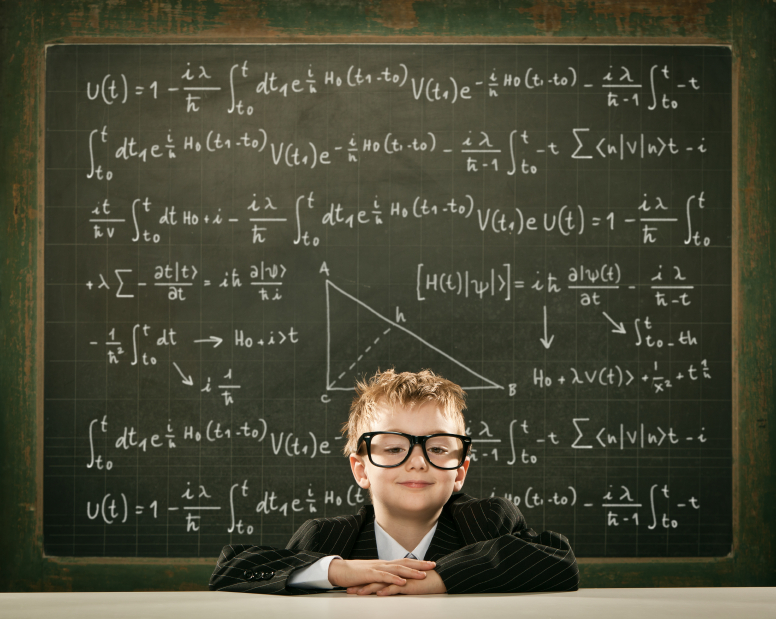 U(t) = 1 - iλ/ħ ∫t0^t dt1 e^(i/ħ H0(t1-t0)) V(t1) e^(-i/ħ H0(t1-t0)) - iλ/ħ-1 ∫t0^t -t
∫t0^t dt1 e^(i/ħ H0(t1-t0)) V(t1) e^(-i/ħ H0(t1-t0)) - iλ/ħ-1 ∫t0^t -t Σ<n|v|n>t - i
it/ħv ∫t0^t dt H0+i - iλ/ħ ∫t0^t dt1 e^(i/ħ H0(t1-t0)) V(t1) e U(t) = 1 - iλ/ħ ∫t0^t
+λΣ - ∂t|t>/∂t = iħ ∂|ψ>/ħi
A
[H(t)|ψ|>] = iħ ∂|ψ(t)/∂t - iλ/ħ-t
h
-1/ħ² ∫t0^t dt → H0+i>t
∫t0^t -th
i 1/ħ
C
B
H0+λV(t)> + 1/x² + t^(1/ħ)
∫t0^t dt1 e^(i/ħ H0(t1-t0)) V(t1) e iλ/ħ-1 ∫t0^t -t Σ<n|v|n>t - i
U(t) = 1 - iλ/ħ ∫t0^t dt1 e^(i/ħ H0(t H0(t1-t0)) - iλ/ħ-1 ∫t0^t -t